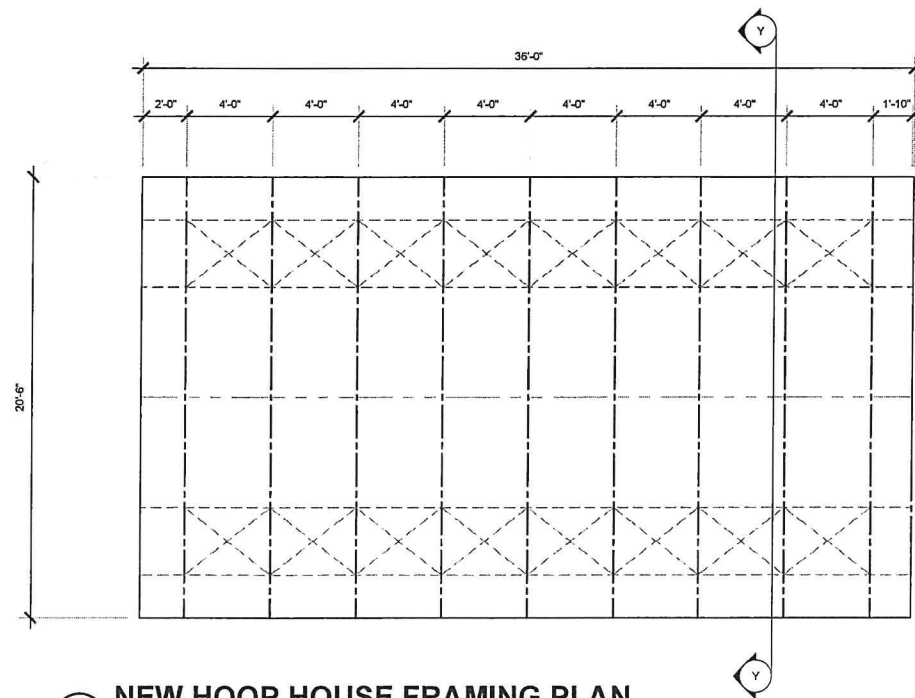 Y
36'-0"
2'-0" 4'-0" 4'-0" 4'-0" 4'-0" 4'-0" 4'-0" 4'-0" 4'-0" 1'-10"
20'-6"
Y
NEW HOOP HOUSE FRAMING PLAN